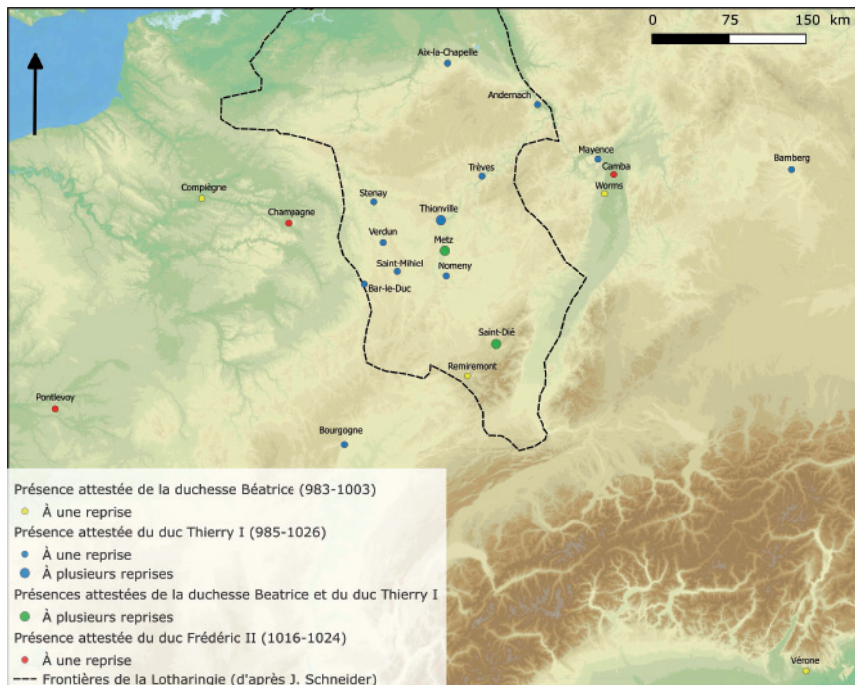 0 75 150 km
Aix-la-Chapelle
Andernach
Mayence
Bamberg
Camba
Trèves
Worms
Compiègne
Stenay
Champagne
Thionville
Verdun
Metz
Saint-Mihiel
Nomeny
Bar-le-Duc
Saint-Dié
Remiremont
Pontlevoy
Bourgogne
Présence attestée de la duchesse Béatrice (983-1003)
À une reprise
Présence attestée du duc Thierry I (985-1026)
À une reprise
À plusieurs reprises
Présences attestées de la duchesse Beatrice et du duc Thierry I
À plusieurs reprises
Présence attestée du duc Frédéric II (1016-1024)
À une reprise
Frontières de la Lotharingie (d'après J. Schneider)
Vérone